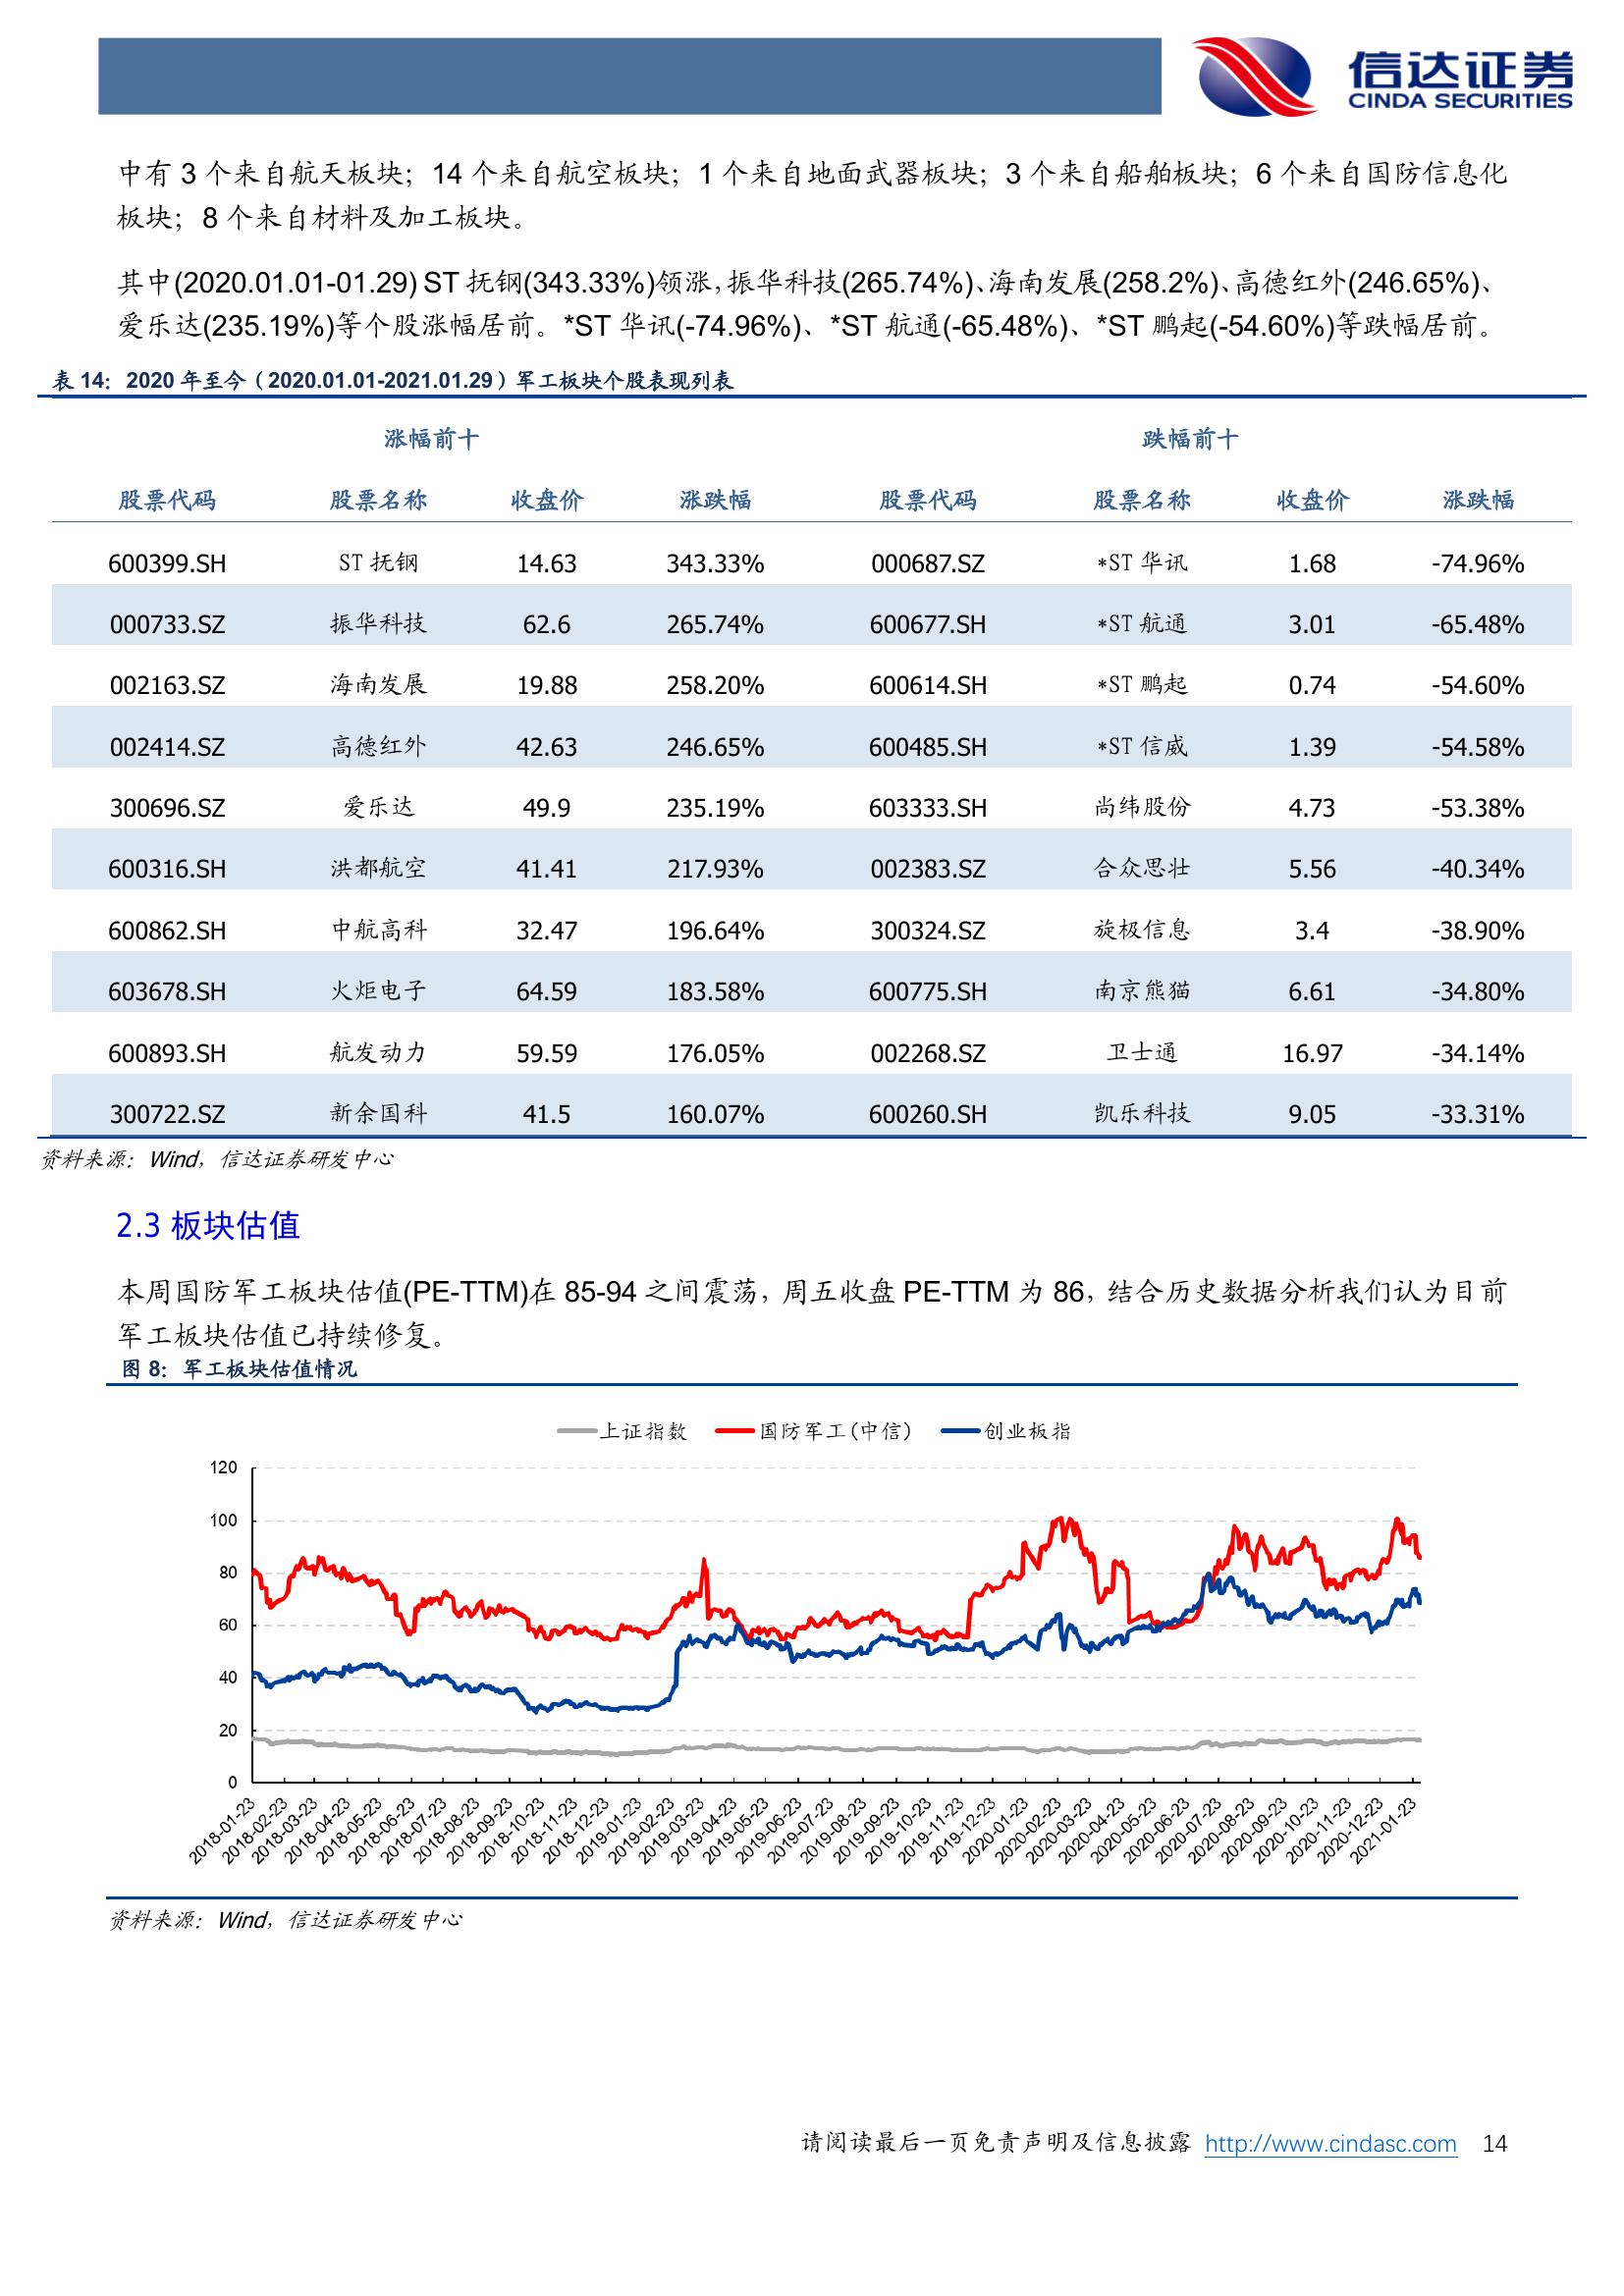 信达证券
CINDA SECURITIES
中有 3 个来自航天板块；14 个来自航空板块；1 个来自地面武器板块；3 个来自船舶板块；6 个来自国防信息化
板块；8 个来自材料及加工板块。
其中(2020.01.01-01.29) ST 抚钢(343.33%)领涨，振华科技(265.74%)、海南发展(258.2%)、高德红外(246.65%)、
爱乐达(235.19%)等个股涨幅居前。*ST 华讯(-74.96%)、*ST 航通(-65.48%)、*ST 鹏起(-54.60%)等跌幅居前。
表 14：2020 年至今（2020.01.01-2021.01.29）军工板块个股表现列表
涨幅前十 跌幅前十
股票代码 股票名称 收盘价 涨跌幅 股票代码 股票名称 收盘价 涨跌幅
600399.SH ST 抚钢 14.63 343.33% 000687.SZ *ST 华讯 1.68 -74.96%
000733.SZ 振华科技 62.6 265.74% 600677.SH *ST 航通 3.01 -65.48%
002163.SZ 海南发展 19.88 258.20% 600614.SH *ST 鹏起 0.74 -54.60%
002414.SZ 高德红外 42.63 246.65% 600485.SH *ST 信威 1.39 -54.58%
300696.SZ 爱乐达 49.9 235.19% 603333.SH 尚纬股份 4.73 -53.38%
600316.SH 洪都航空 41.41 217.93% 002383.SZ 合众思壮 5.56 -40.34%
600862.SH 中航高科 32.47 196.64% 300324.SZ 旋极信息 3.4 -38.90%
603678.SH 火炬电子 64.59 183.58% 600775.SH 南京熊猫 6.61 -34.80%
600893.SH 航发动力 59.59 176.05% 002268.SZ 卫士通 16.97 -34.14%
300722.SZ 新余国科 41.5 160.07% 600260.SH 凯乐科技 9.05 -33.31%
资料来源：Wind，信达证券研发中心
2.3 板块估值
本周国防军工板块估值(PE-TTM)在 85-94 之间震荡，周五收盘 PE-TTM 为 86，结合历史数据分析我们认为目前
军工板块估值已持续修复。
图 8：军工板块估值情况
上证指数 国防军工(中信) 创业板指
120
100
80
60
40
20
0
2018-01-23 2018-02-23 2018-03-23 2018-04-23 2018-05-23 2018-06-23 2018-07-23 2018-08-23 2018-09-23 2018-10-23 2018-11-23 2018-12-23 2019-01-23 2019-02-23 2019-03-23 2019-04-23 2019-05-23 2019-06-23 2019-07-23 2019-08-23 2019-09-23 2019-10-23 2019-11-23 2019-12-23 2020-01-23 2020-02-23 2020-03-23 2020-04-23 2020-05-23 2020-06-23 2020-07-23 2020-08-23 2020-09-23 2020-10-23 2020-11-23 2020-12-23 2021-01-23
资料来源：Wind，信达证券研发中心
请阅读最后一页免责声明及信息披露 http://www.cindasc.com 14